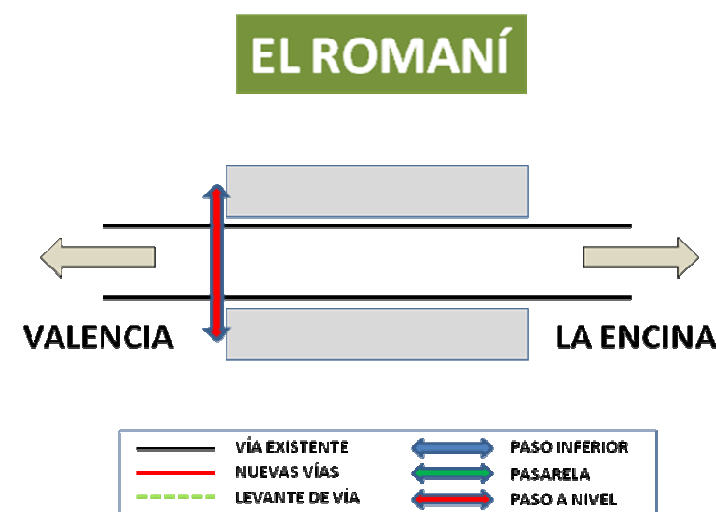 EL ROMANÍ
VALENCIA
LA ENCINA
VÍA EXISTENTE
NUEVAS VÍAS
LEVANTE DE VÍA
PASO INFERIOR
PASARELA
PASO A NIVEL